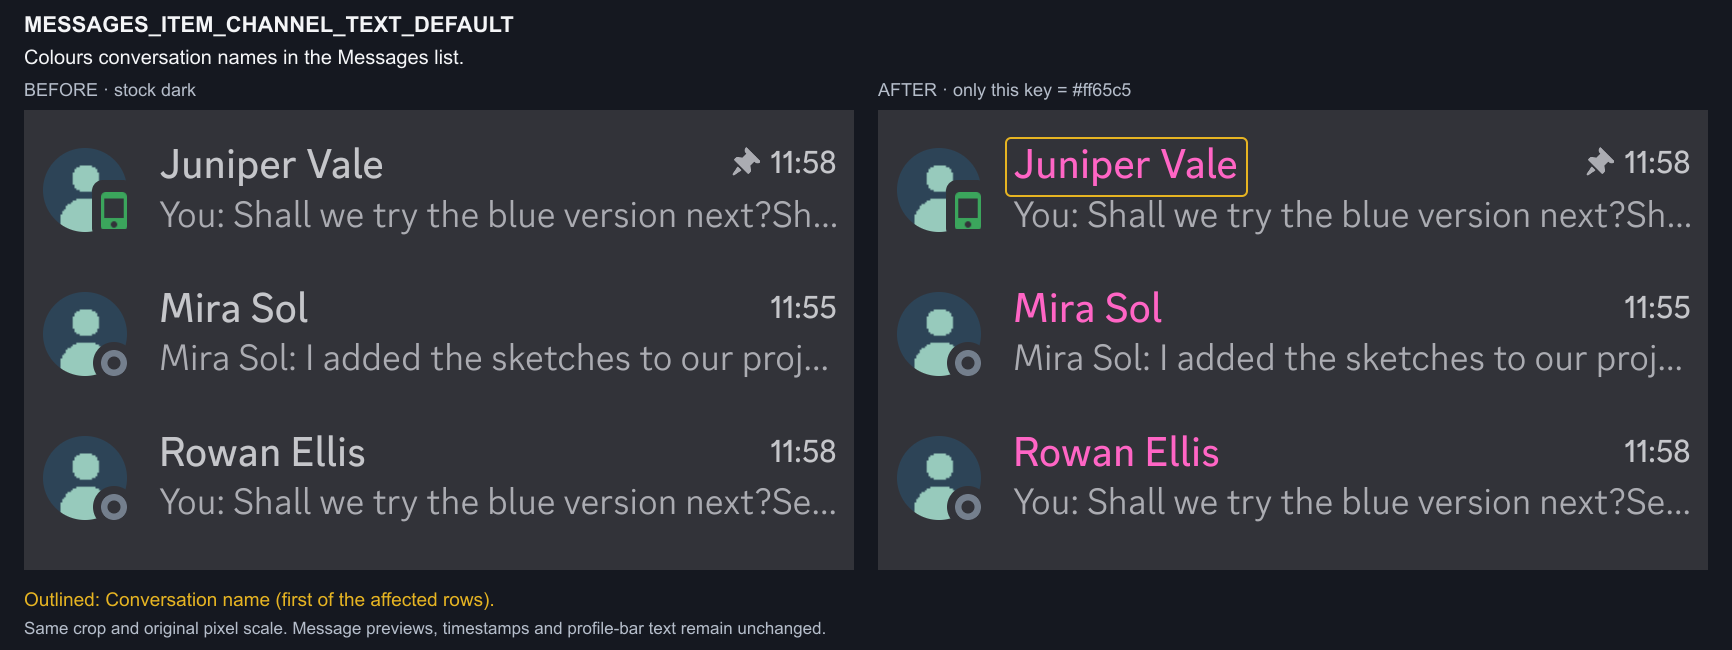 MESSAGES_ITEM_CHANNEL_TEXT_DEFAULT
Colours conversation names in the Messages list.
BEFORE · stock dark
Juniper Vale 11:58
You: Shall we try the blue version next?Sh...
Mira Sol 11:55
Mira Sol: I added the sketches to our proj...
Rowan Ellis 11:58
You: Shall we try the blue version next?Se...
AFTER · only this key = #ff65c5
Juniper Vale 11:58
You: Shall we try the blue version next?Sh...
Mira Sol 11:55
Mira Sol: I added the sketches to our proj...
Rowan Ellis 11:58
You: Shall we try the blue version next?Se...
Outlined: Conversation name (first of the affected rows).
Same crop and original pixel scale. Message previews, timestamps and profile-bar text remain unchanged.